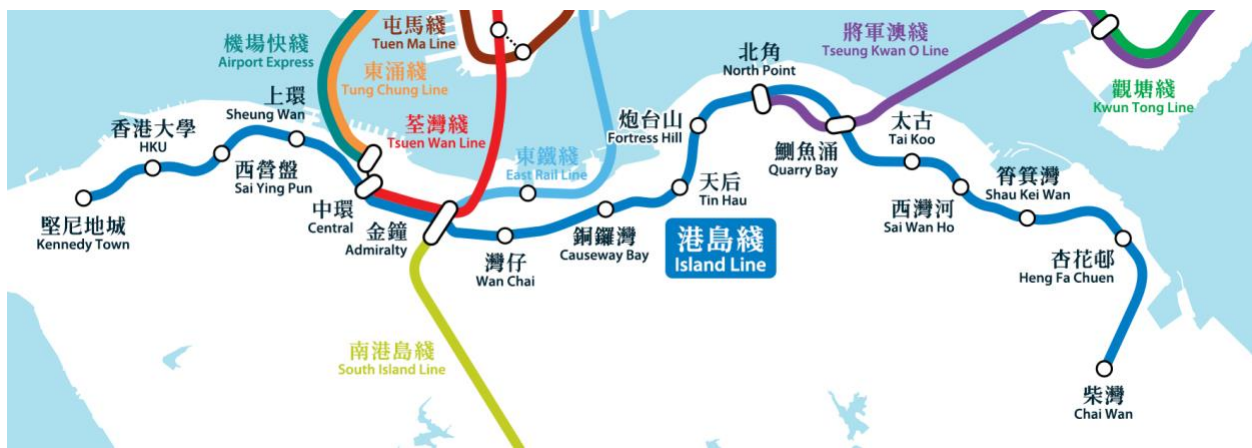 機場快綫
Airport Express
屯馬綫
Tuen Ma Line
東涌綫
Tung Chung Line
荃灣綫
Tsuen Wan Line
東鐵綫
East Rail Line
將軍澳綫
Tseung Kwan O Line
觀塘綫
Kwun Tong Line
堅尼地城
Kennedy Town
香港大學
HKU
西營盤
Sai Ying Pun
上環
Sheung Wan
中環
Central
金鐘
Admiralty
灣仔
Wan Chai
銅鑼灣
Causeway Bay
天后
Tin Hau
炮台山
Fortress Hill
北角
North Point
鰂魚涌
Quarry Bay
太古
Tai Koo
西灣河
Sai Wan Ho
筲箕灣
Shau Kei Wan
杏花邨
Heng Fa Chuen
柴灣
Chai Wan
港島綫
Island Line
南港島綫
South Island Line